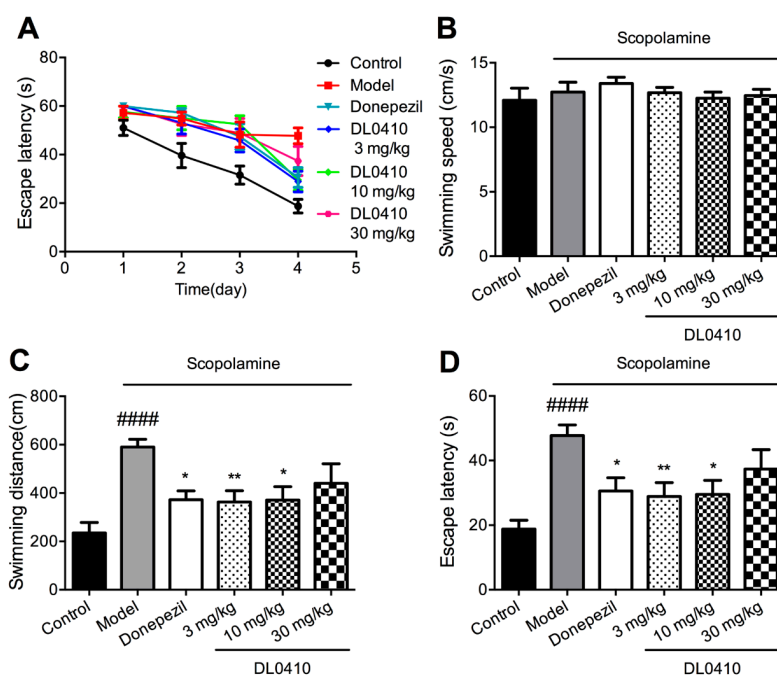 A
Escape latency (s)
80
60
40
20
0
0
1
2
3
4
5
Time(day)
Control
Model
Donepezil
DL0410
3 mg/kg
DL0410
10 mg/kg
DL0410
30 mg/kg
B
Scopolamine
Swimming speed (cm/s)
15
10
5
0
Control
Model
Donepezil
3 mg/kg
10 mg/kg
30 mg/kg
DL0410
C
Scopolamine
Swimming distance(cm)
800
600
400
200
0
####
*
**
*
Control
Model
Donepezil
3 mg/kg
10 mg/kg
30 mg/kg
DL0410
D
Scopolamine
Escape latency (s)
60
40
20
0
####
*
**
*
Control
Model
Donepezil
3 mg/kg
10 mg/kg
30 mg/kg
DL0410